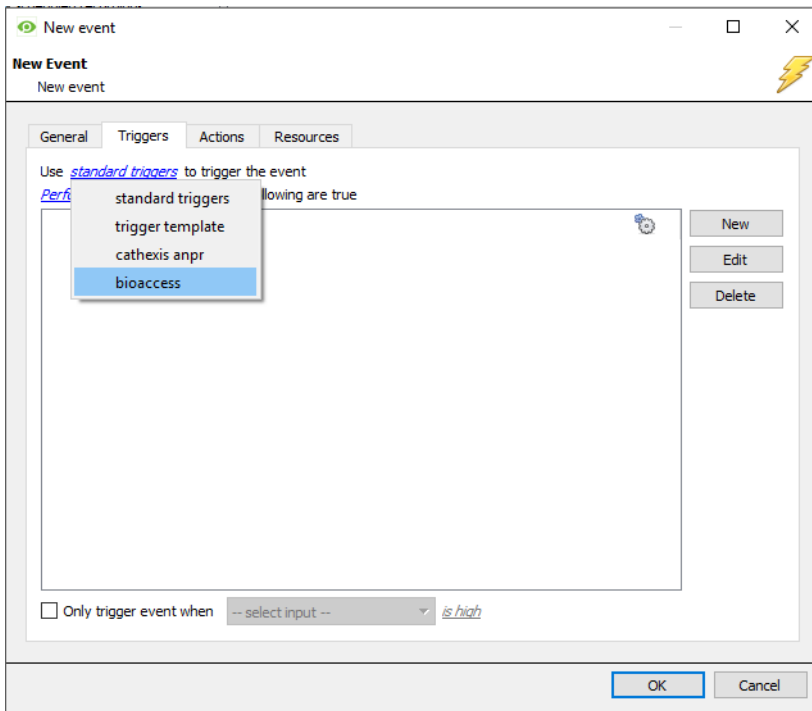 New event
New Event
New event
General Triggers Actions Resources
Use standard triggers to trigger the event
standard triggers
trigger template
cathexis anpr
bioaccess
are true
New
Edit
Delete
Only trigger event when -- select input -- is high
OK Cancel